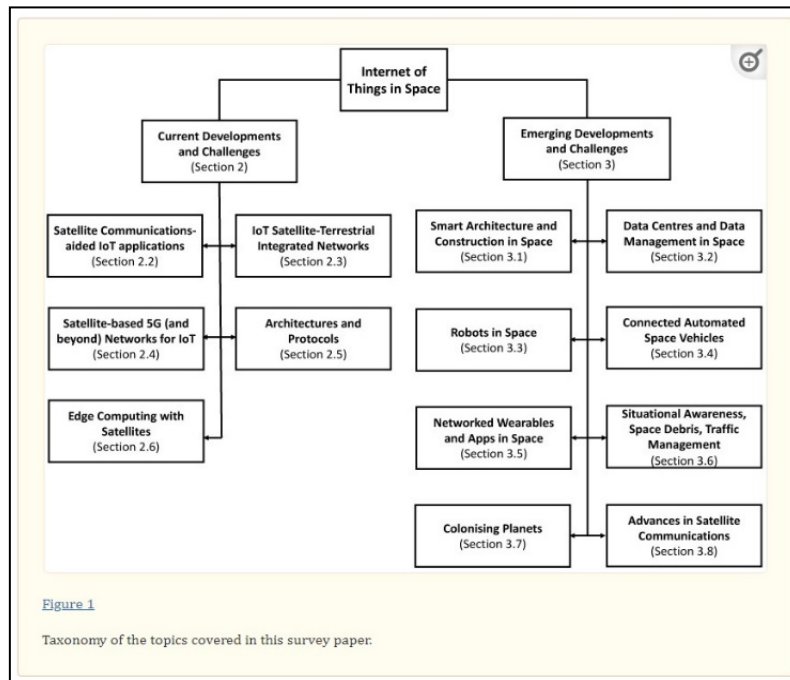 Internet of
Things in Space
Current Developments
and Challenges
(Section 2)
Emerging Developments
and Challenges
(Section 3)
Satellite Communications-
aided IoT applications
(Section 2.2)
IoT Satellite-Terrestrial
Integrated Networks
(Section 2.3)
Smart Architecture and
Construction in Space
(Section 3.1)
Data Centres and Data
Management in Space
(Section 3.2)
Satellite-based 5G (and
beyond) Networks for IoT
(Section 2.4)
Architectures and
Protocols
(Section 2.5)
Robots in Space
(Section 3.3)
Connected Automated
Space Vehicles
(Section 3.4)
Edge Computing with
Satellites
(Section 2.6)
Networked Wearables
and Apps in Space
(Section 3.5)
Situational Awareness,
Space Debris, Traffic
Management
(Section 3.6)
Colonising Planets
(Section 3.7)
Advances in Satellite
Communications
(Section 3.8)
Figure 1
Taxonomy of the topics covered in this survey paper.